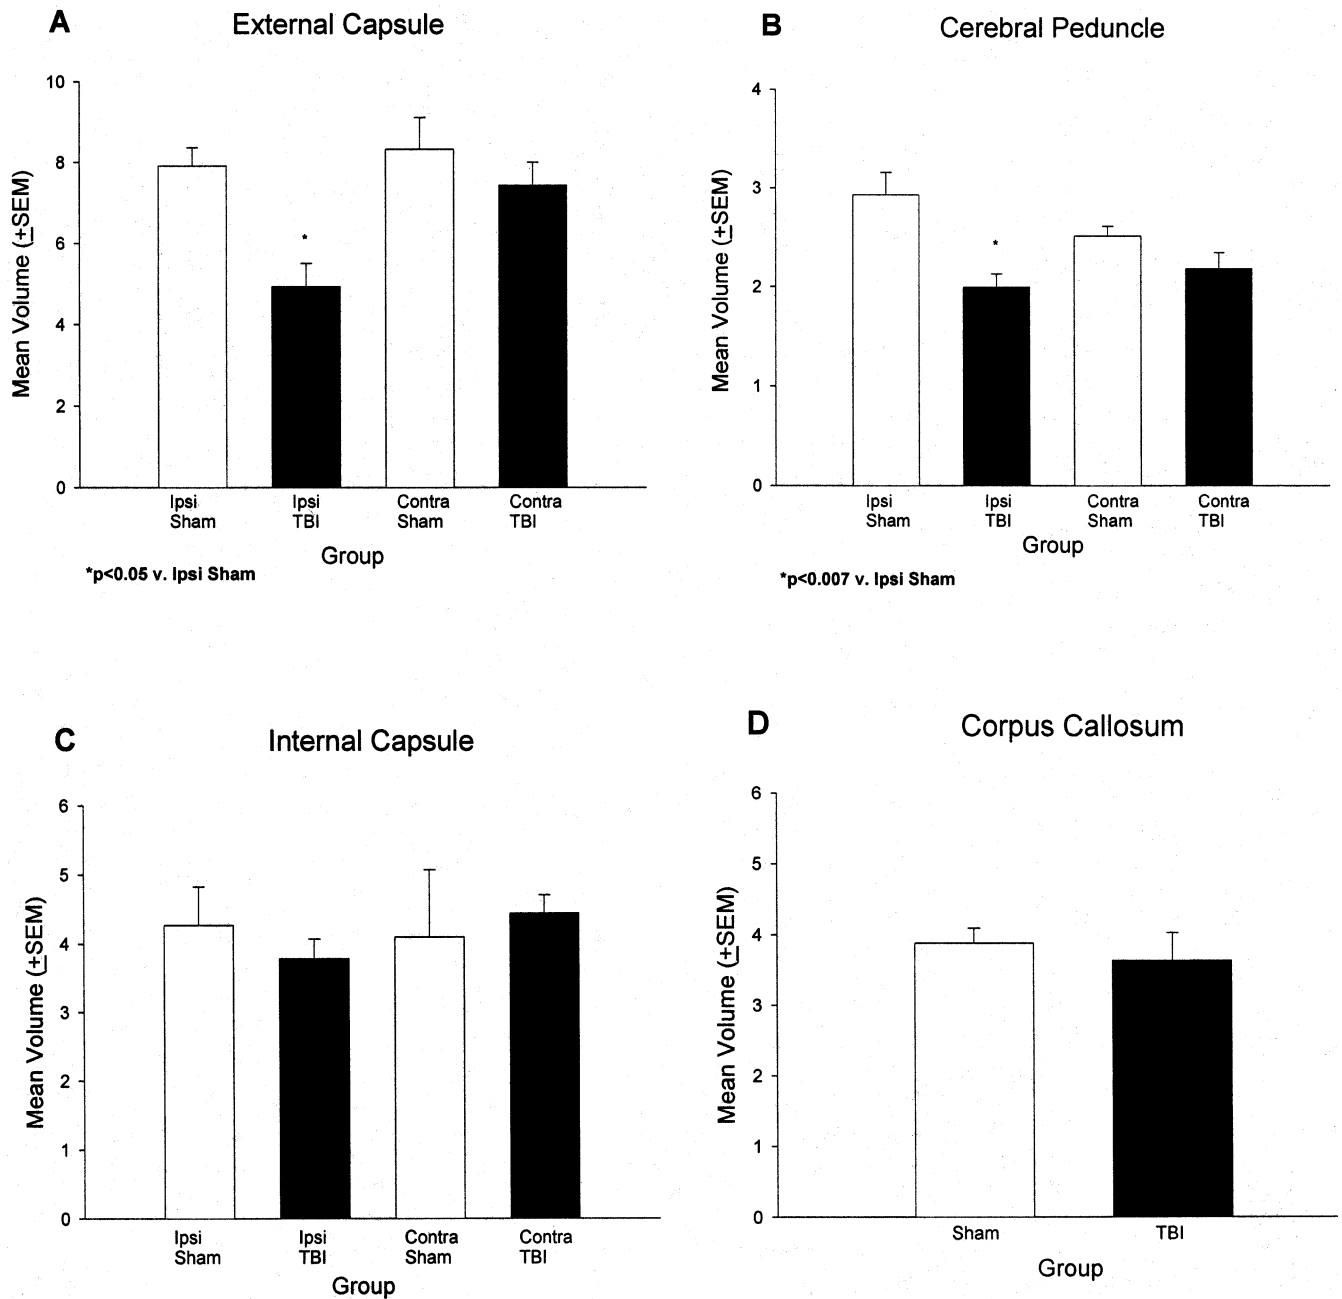 A
External Capsule
10
8
6
4
2
0
Mean Volume (±SEM)
*
Ipsi Sham
Ipsi TBI
Contra Sham
Contra TBI
Group
*p<0.05 v. Ipsi Sham
B
Cerebral Peduncle
4
3
2
1
0
Mean Volume (±SEM)
*
Ipsi Sham
Ipsi TBI
Contra Sham
Contra TBI
Group
*p<0.007 v. Ipsi Sham
C
Internal Capsule
6
5
4
3
2
1
0
Mean Volume (±SEM)
Ipsi Sham
Ipsi TBI
Contra Sham
Contra TBI
Group
D
Corpus Callosum
6
5
4
3
2
1
0
Mean Volume (±SEM)
Sham
TBI
Group